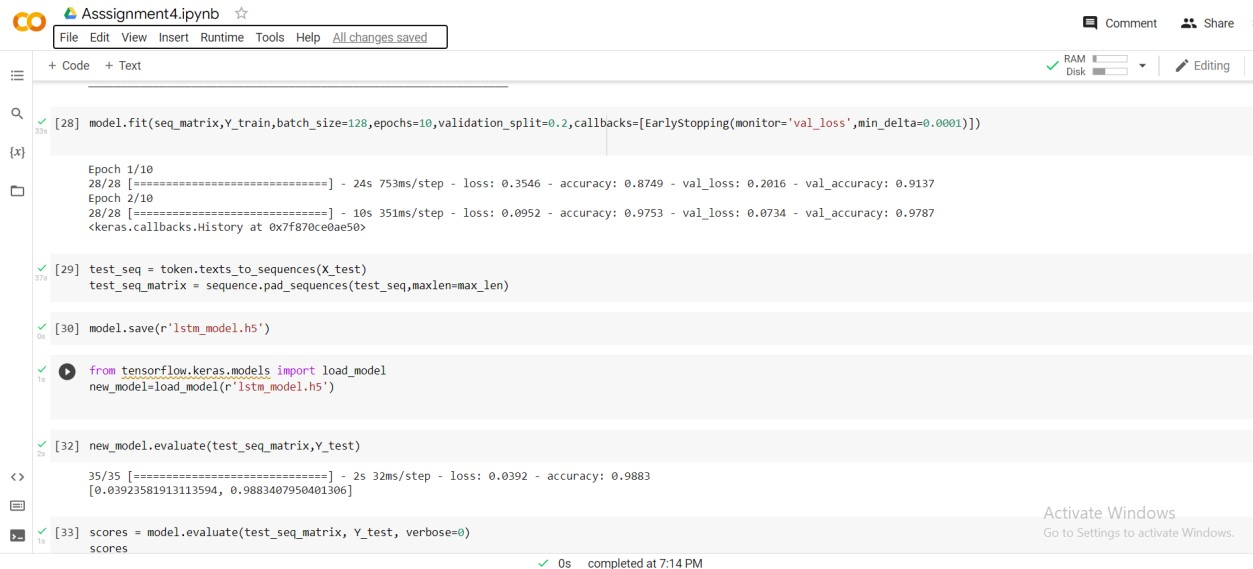 Asssignment4.ipynb
Comment
Share
File Edit View Insert Runtime Tools Help All changes saved
+ Code + Text
RAM
Disk
Editing
33s
[28] model.fit(seq_matrix,Y_train,batch_size=128,epochs=10,validation_split=0.2,callbacks=[EarlyStopping(monitor='val_loss',min_delta=0.0001)])
{x}
Epoch 1/10
28/28 [==============================] - 24s 753ms/step - loss: 0.3546 - accuracy: 0.8749 - val_loss: 0.2016 - val_accuracy: 0.9137
Epoch 2/10
28/28 [==============================] - 10s 351ms/step - loss: 0.0952 - accuracy: 0.9753 - val_loss: 0.0734 - val_accuracy: 0.9787
<keras.callbacks.History at 0x7f870ce0ae50>
37s
[29] test_seq = token.texts_to_sequences(X_test)
test_seq_matrix = sequence.pad_sequences(test_seq,maxlen=max_len)
0s
[30] model.save(r'lstm_model.h5')
1s
from tensorflow.keras.models import load_model
new_model=load_model(r'lstm_model.h5')
2s
[32] new_model.evaluate(test_seq_matrix,Y_test)
35/35 [==============================] - 2s 32ms/step - loss: 0.0392 - accuracy: 0.9883
[0.03923581913113594, 0.9883407950401306]
Activate Windows
Go to Settings to activate Windows.
1s
[33] scores = model.evaluate(test_seq_matrix, Y_test, verbose=0)
scores
0s completed at 7:14 PM